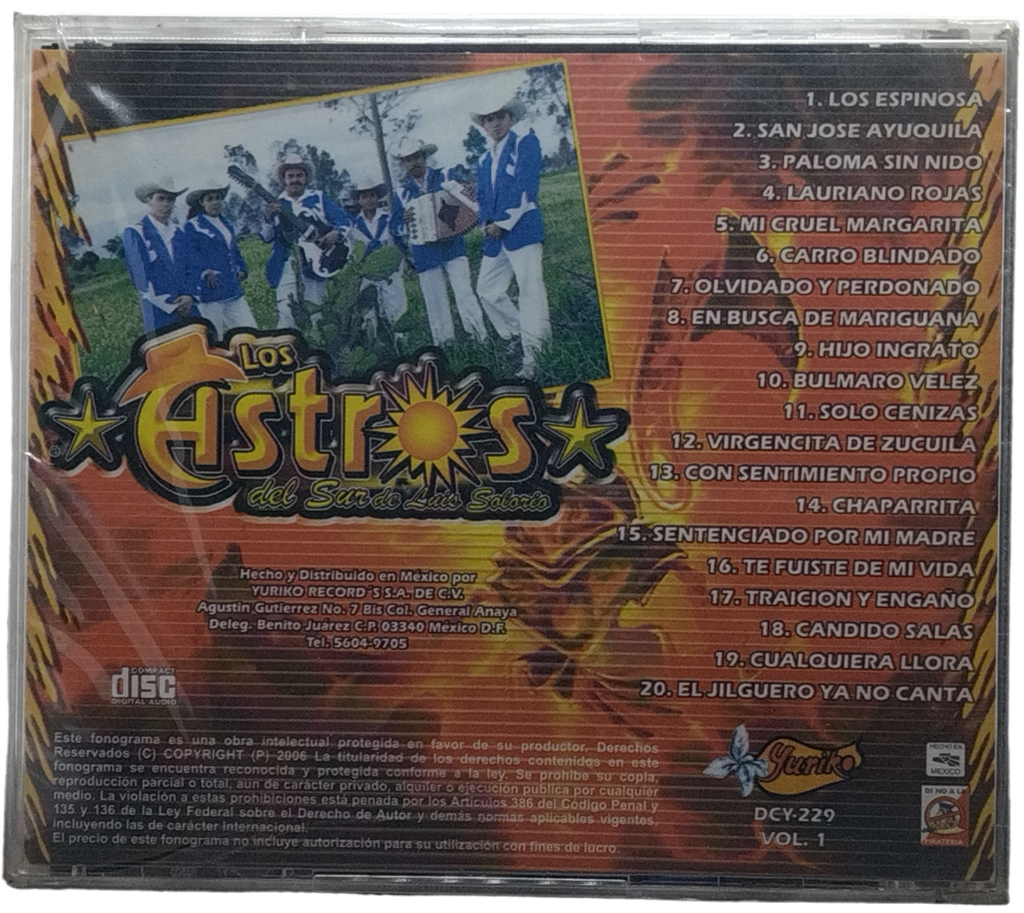 1. LOS ESPINOSA
2. SAN JOSE AYUQUILA
3. PALOMA SIN NIDO
4. LAURIANO ROJAS
5. MI CRUEL MARGARITA
6. CARRO BLINDADO
7. OLVIDADO Y PERDONADO
8. EN BUSCA DE MARIGUANA
9. HIJO INGRATO
10. BULMARO VELEZ
11. SOLO CENIZAS
12. VIRGENCITA DE ZUCUILA
13. CON SENTIMIENTO PROPIO
14. CHAPARRITA
15. SENTENCIADO POR MI MADRE
16. TE FUISTE DE MI VIDA
17. TRAICION Y ENGAÑO
18. CANDIDO SALAS
19. CUALQUIERA LLORA
20. EL JILGUERO YA NO CANTA
LOS
Astros
del Sur de Luis Solorio
Hecho y Distribuido en México por
YURIKO RECORD´S S.A. DE C.V.
Agustin Gutierrez No. 7 Bis Col. General Anaya
Deleg. Benito Juárez C.P. 03340 México D.F.
Tel. 5604-9705
COMPACT
disc
DIGITAL AUDIO
Este fonograma es una obra intelectual protegida en favor de su productor. Derechos
Reservados (C) COPYRIGHT (P) 2006 La titularidad de los derechos contenidos en este
fonograma se encuentra reconocida y protegida conforme a la ley. Se prohibe su copia,
reproducción parcial o total, aun de carácter privado, alquiler o ejecución publica por cualquier
medio. La violación a estas prohibiciones está penada por los Artículos 386 del Código Penal y
135 y 136 de la Ley Federal sobre el Derecho de Autor y demás normas aplicables vigentes,
incluyendo las de carácter Internacional.
El precio de este fonograma no incluye autorización para su utilización con fines de lucro.
Yuriko
DCY-229
VOL. 1
HECHO EN
MEXICO
DI NO A LA
PIRATERIA